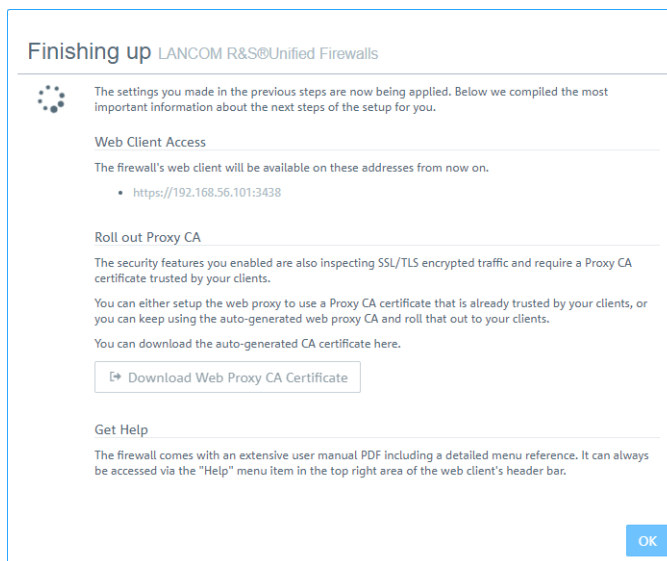 Finishing up LANCOM R&S®Unified Firewalls
The settings you made in the previous steps are now being applied. Below we compiled the most
important information about the next steps of the setup for you.
Web Client Access
The firewall's web client will be available on these addresses from now on.
• https://192.168.56.101:3438
Roll out Proxy CA
The security features you enabled are also inspecting SSL/TLS encrypted traffic and require a Proxy CA
certificate trusted by your clients.
You can either setup the web proxy to use a Proxy CA certificate that is already trusted by your clients, or
you can keep using the auto-generated web proxy CA and roll that out to your clients.
You can download the auto-generated CA certificate here.
Download Web Proxy CA Certificate
Get Help
The firewall comes with an extensive user manual PDF including a detailed menu reference. It can always
be accessed via the "Help" menu item in the top right area of the web client's header bar.
OK